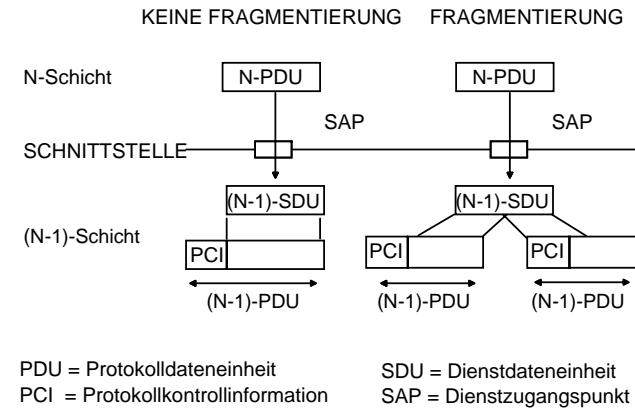 KEINE FRAGMENTIERUNG FRAGMENTIERUNG
N-Schicht N-PDU N-PDU
SAP SAP
SCHNITTSTELLE
(N-1)-SDU (N-1)-SDU
(N-1)-Schicht
PCI PCI PCI
(N-1)-PDU (N-1)-PDU (N-1)-PDU
PDU = Protokolldateneinheit SDU = Dienstdateneinheit
PCI = Protokollkontrollinformation SAP = Dienstzugangspunkt